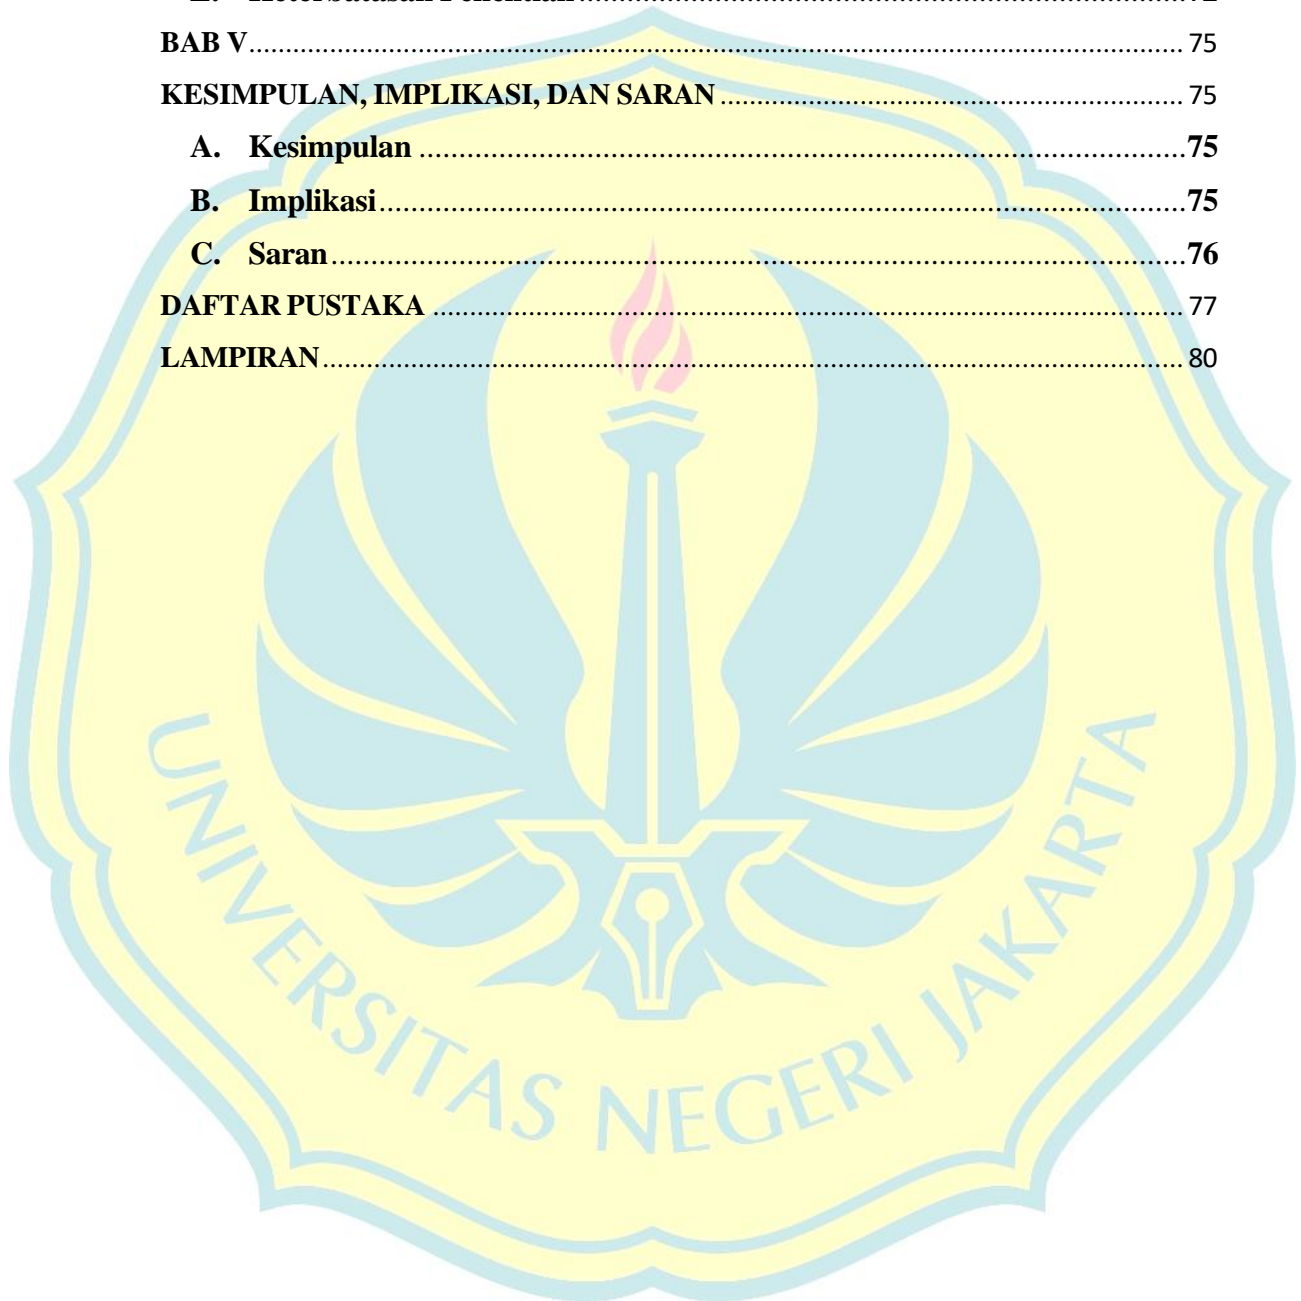 BAB V........................................................................................................................ 75
KESIMPULAN, IMPLIKASI, DAN SARAN............................................................ 75
A. Kesimpulan....................................................................................................75
B. Implikasi.........................................................................................................75
C. Saran...............................................................................................................76
DAFTAR PUSTAKA.................................................................................................. 77
LAMPIRAN............................................................................................................... 80
UNIVERSITAS NEGERI JAKARTA